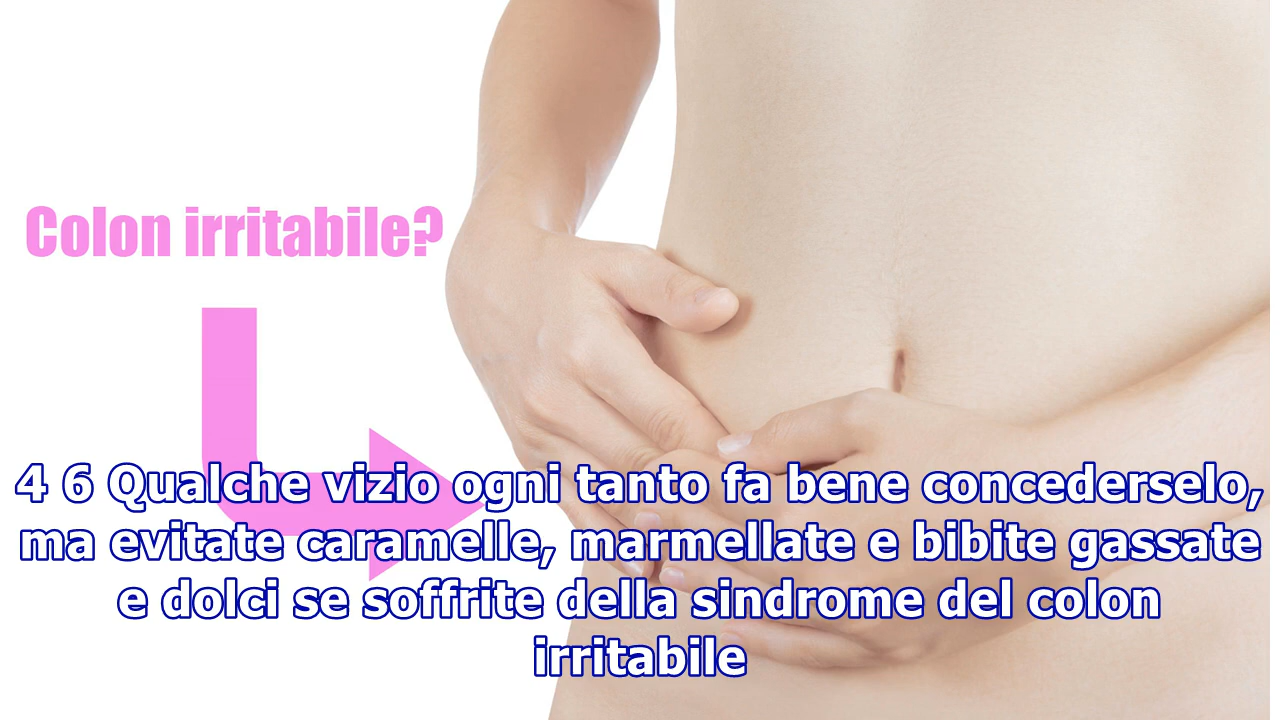 Colon irritabile?
4 6 Qualche vizio ogni tanto fa bene concederselo,
ma evitate caramelle, marmellate e bibite gassate
e dolci se soffrite della sindrome del colon
irritabile